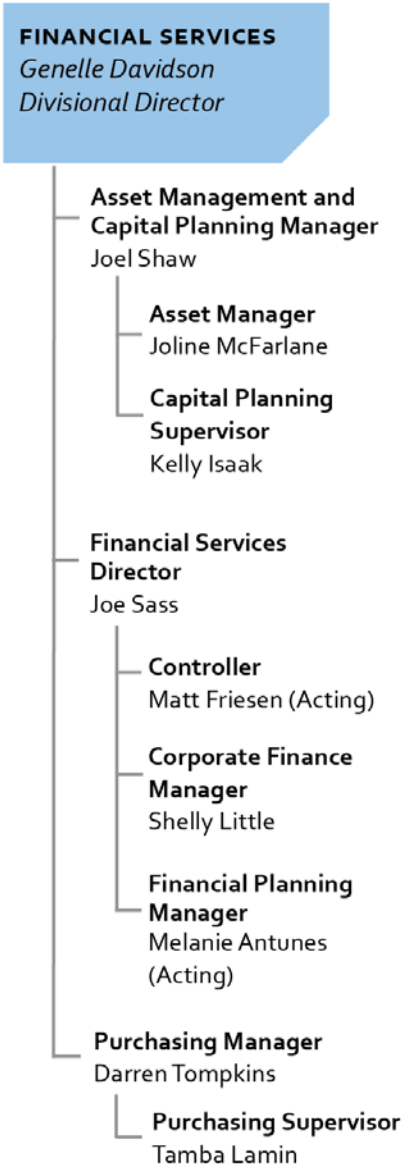 FINANCIAL SERVICES
Genelle Davidson
Divisional Director
Asset Management and
Capital Planning Manager
Joel Shaw
Asset Manager
Joline McFarlane
Capital Planning
Supervisor
Kelly Isaak
Financial Services
Director
Joe Sass
Controller
Matt Friesen (Acting)
Corporate Finance
Manager
Shelly Little
Financial Planning
Manager
Melanie Antunes
(Acting)
Purchasing Manager
Darren Tompkins
Purchasing Supervisor
Tamba Lamin